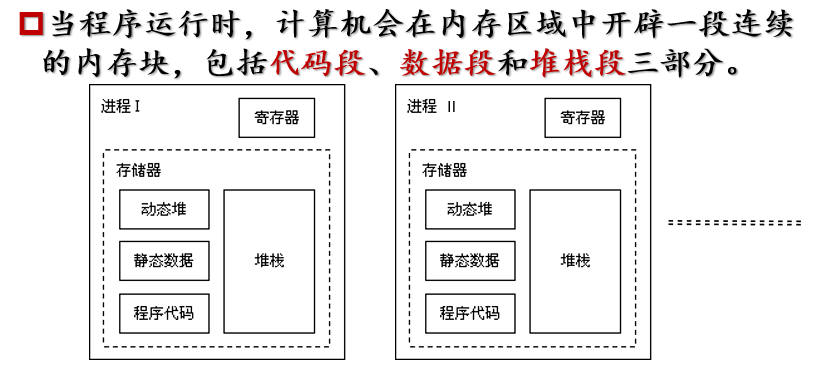 当程序运行时，计算机会在内存区域中开辟一段连续
的内存块，包括代码段、数据段和堆栈段三部分。
进程 I
寄存器
存储器
动态堆
静态数据
程序代码
堆栈
进程 II
寄存器
存储器
动态堆
静态数据
程序代码
堆栈